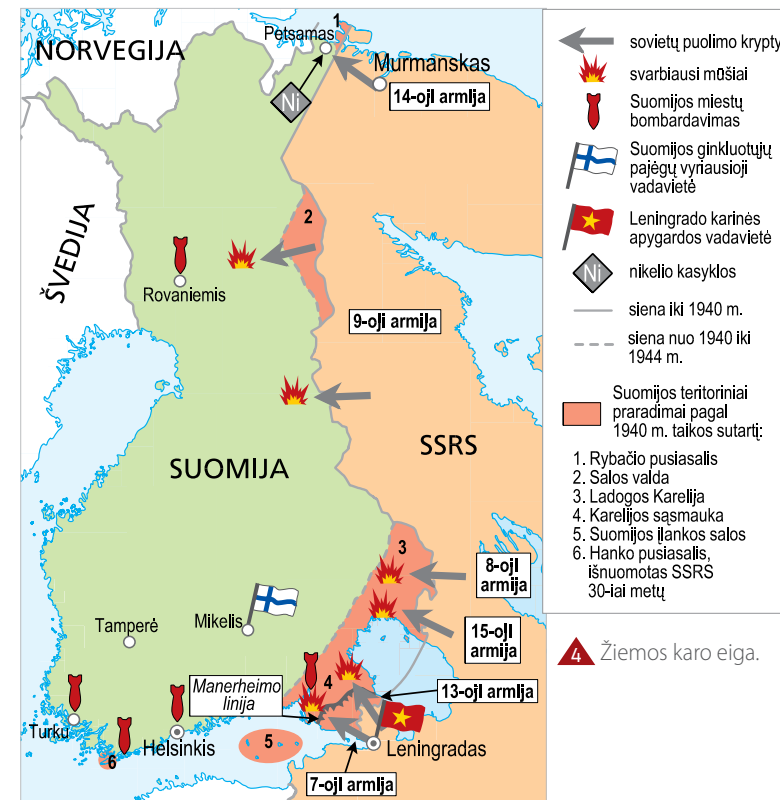 NORVEGIJA
1
Petsamas
Murmanskas
Ni
14-oji armija
ŠVEDIJA
2
Rovaniemis
9-oji armija
SSRS
SUOMIJA
3
8-oji
armija
Mikelis
Tamperė
15-oji
armija
4
Manerheimo
linija
13-oji armija
Turku
Helsinkis
5
Leningradas
6
7-oji armija
sovietų puolimo krypty
svarbiausi mūšiai
Suomijos miestų
bombardavimas
Suomijos ginkluotųjų
pajėgų vyriausioji
vadavietė
Leningrado karinės
apygardos vadavietė
Ni
nikelio kasyklos
siena iki 1940 m.
siena nuo 1940 iki
1944 m.
Suomijos teritoriniai
praradimai pagal
1940 m. taikos sutartį:
1. Rybačio pusiasalis
2. Salos valda
3. Ladogos Karelija
4. Karelijos sąsmauka
5. Suomijos įlankos salos
6. Hanko pusiasalis,
išnuomotas SSRS
30-iai metų
4 Žiemos karo eiga.